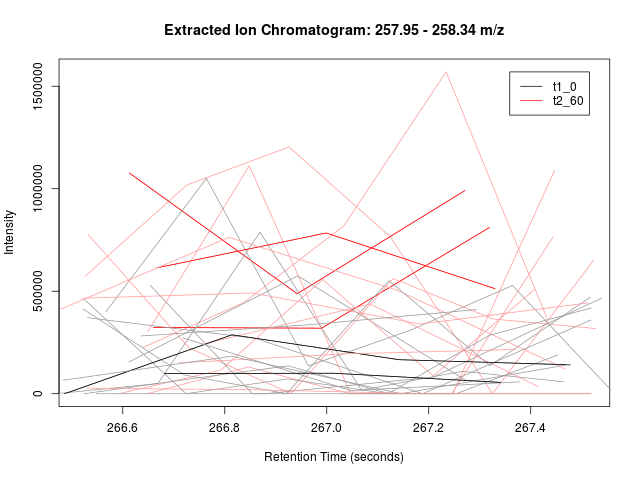 Extracted Ion Chromatogram: 257.95 - 258.34 m/z
t1_0
t2_60
Intensity
1500000
1000000
500000
0
266.6
266.8
267.0
267.2
267.4
Retention Time (seconds)